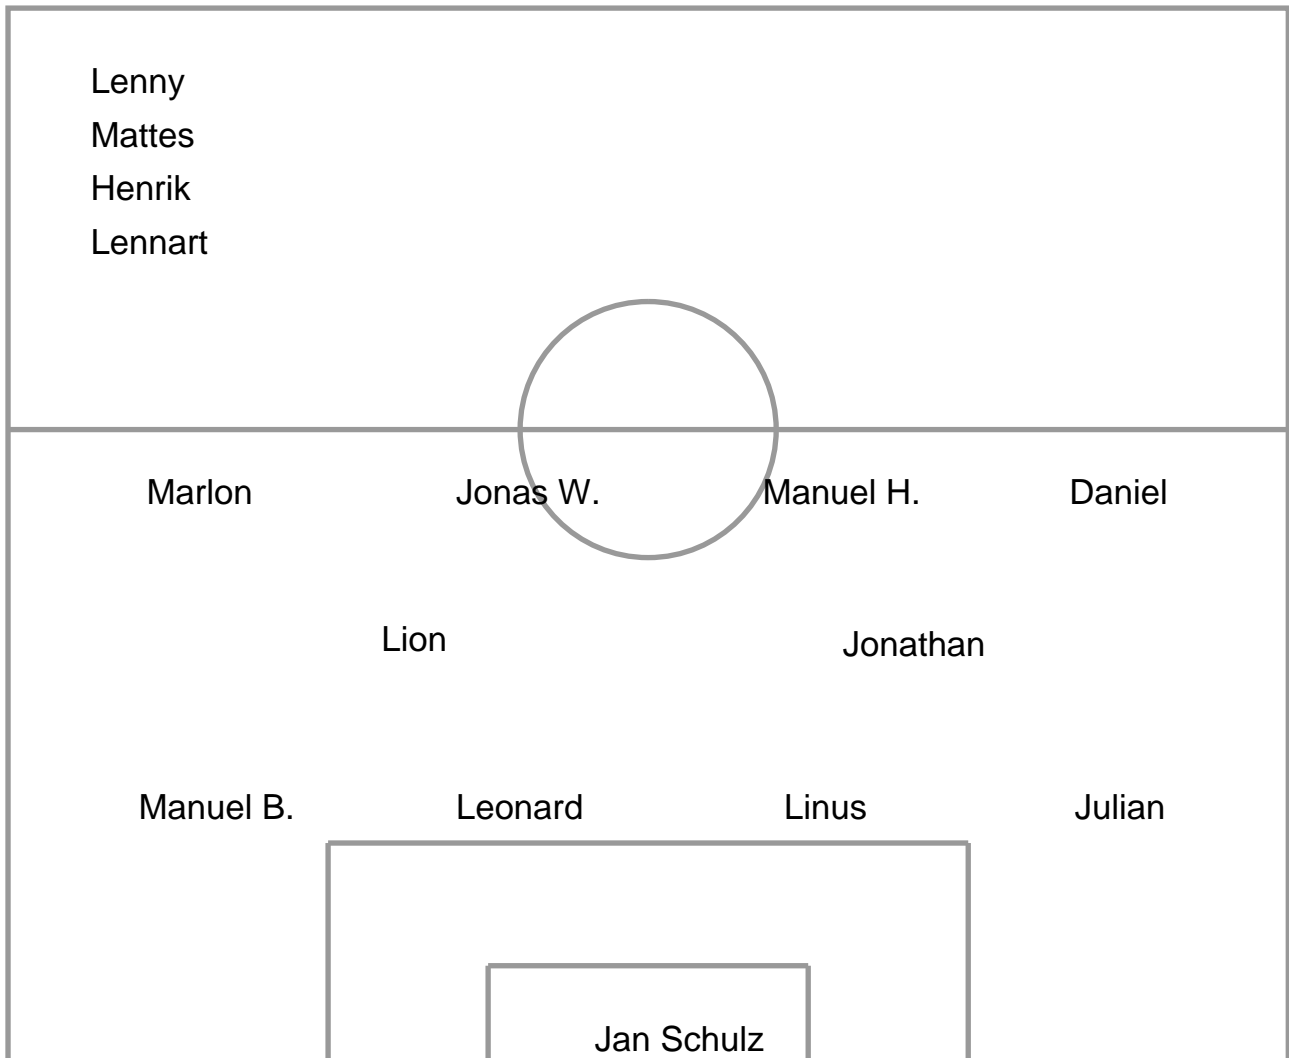 Lenny
Mattes
Henrik
Lennart
Marlon Jonas W. Manuel H. Daniel
Lion Jonathan
Manuel B. Leonard Linus Julian
Jan Schulz